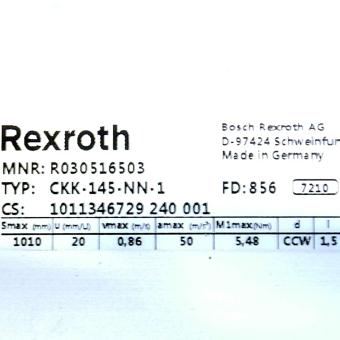 Bosch Rexroth AG
D-97424 Schweinfu
Made in Germany
Rexroth
MNR: R030516503
TYP: CKK-145-NN-1 FD: 856 7210
CS: 1011346729 240 001
Smax (mm) u (mm/U) vmax (m/s) amax (m/s²) M1max(Nm) d i
1010 20 0,86 50 5,48 CCW 1,5